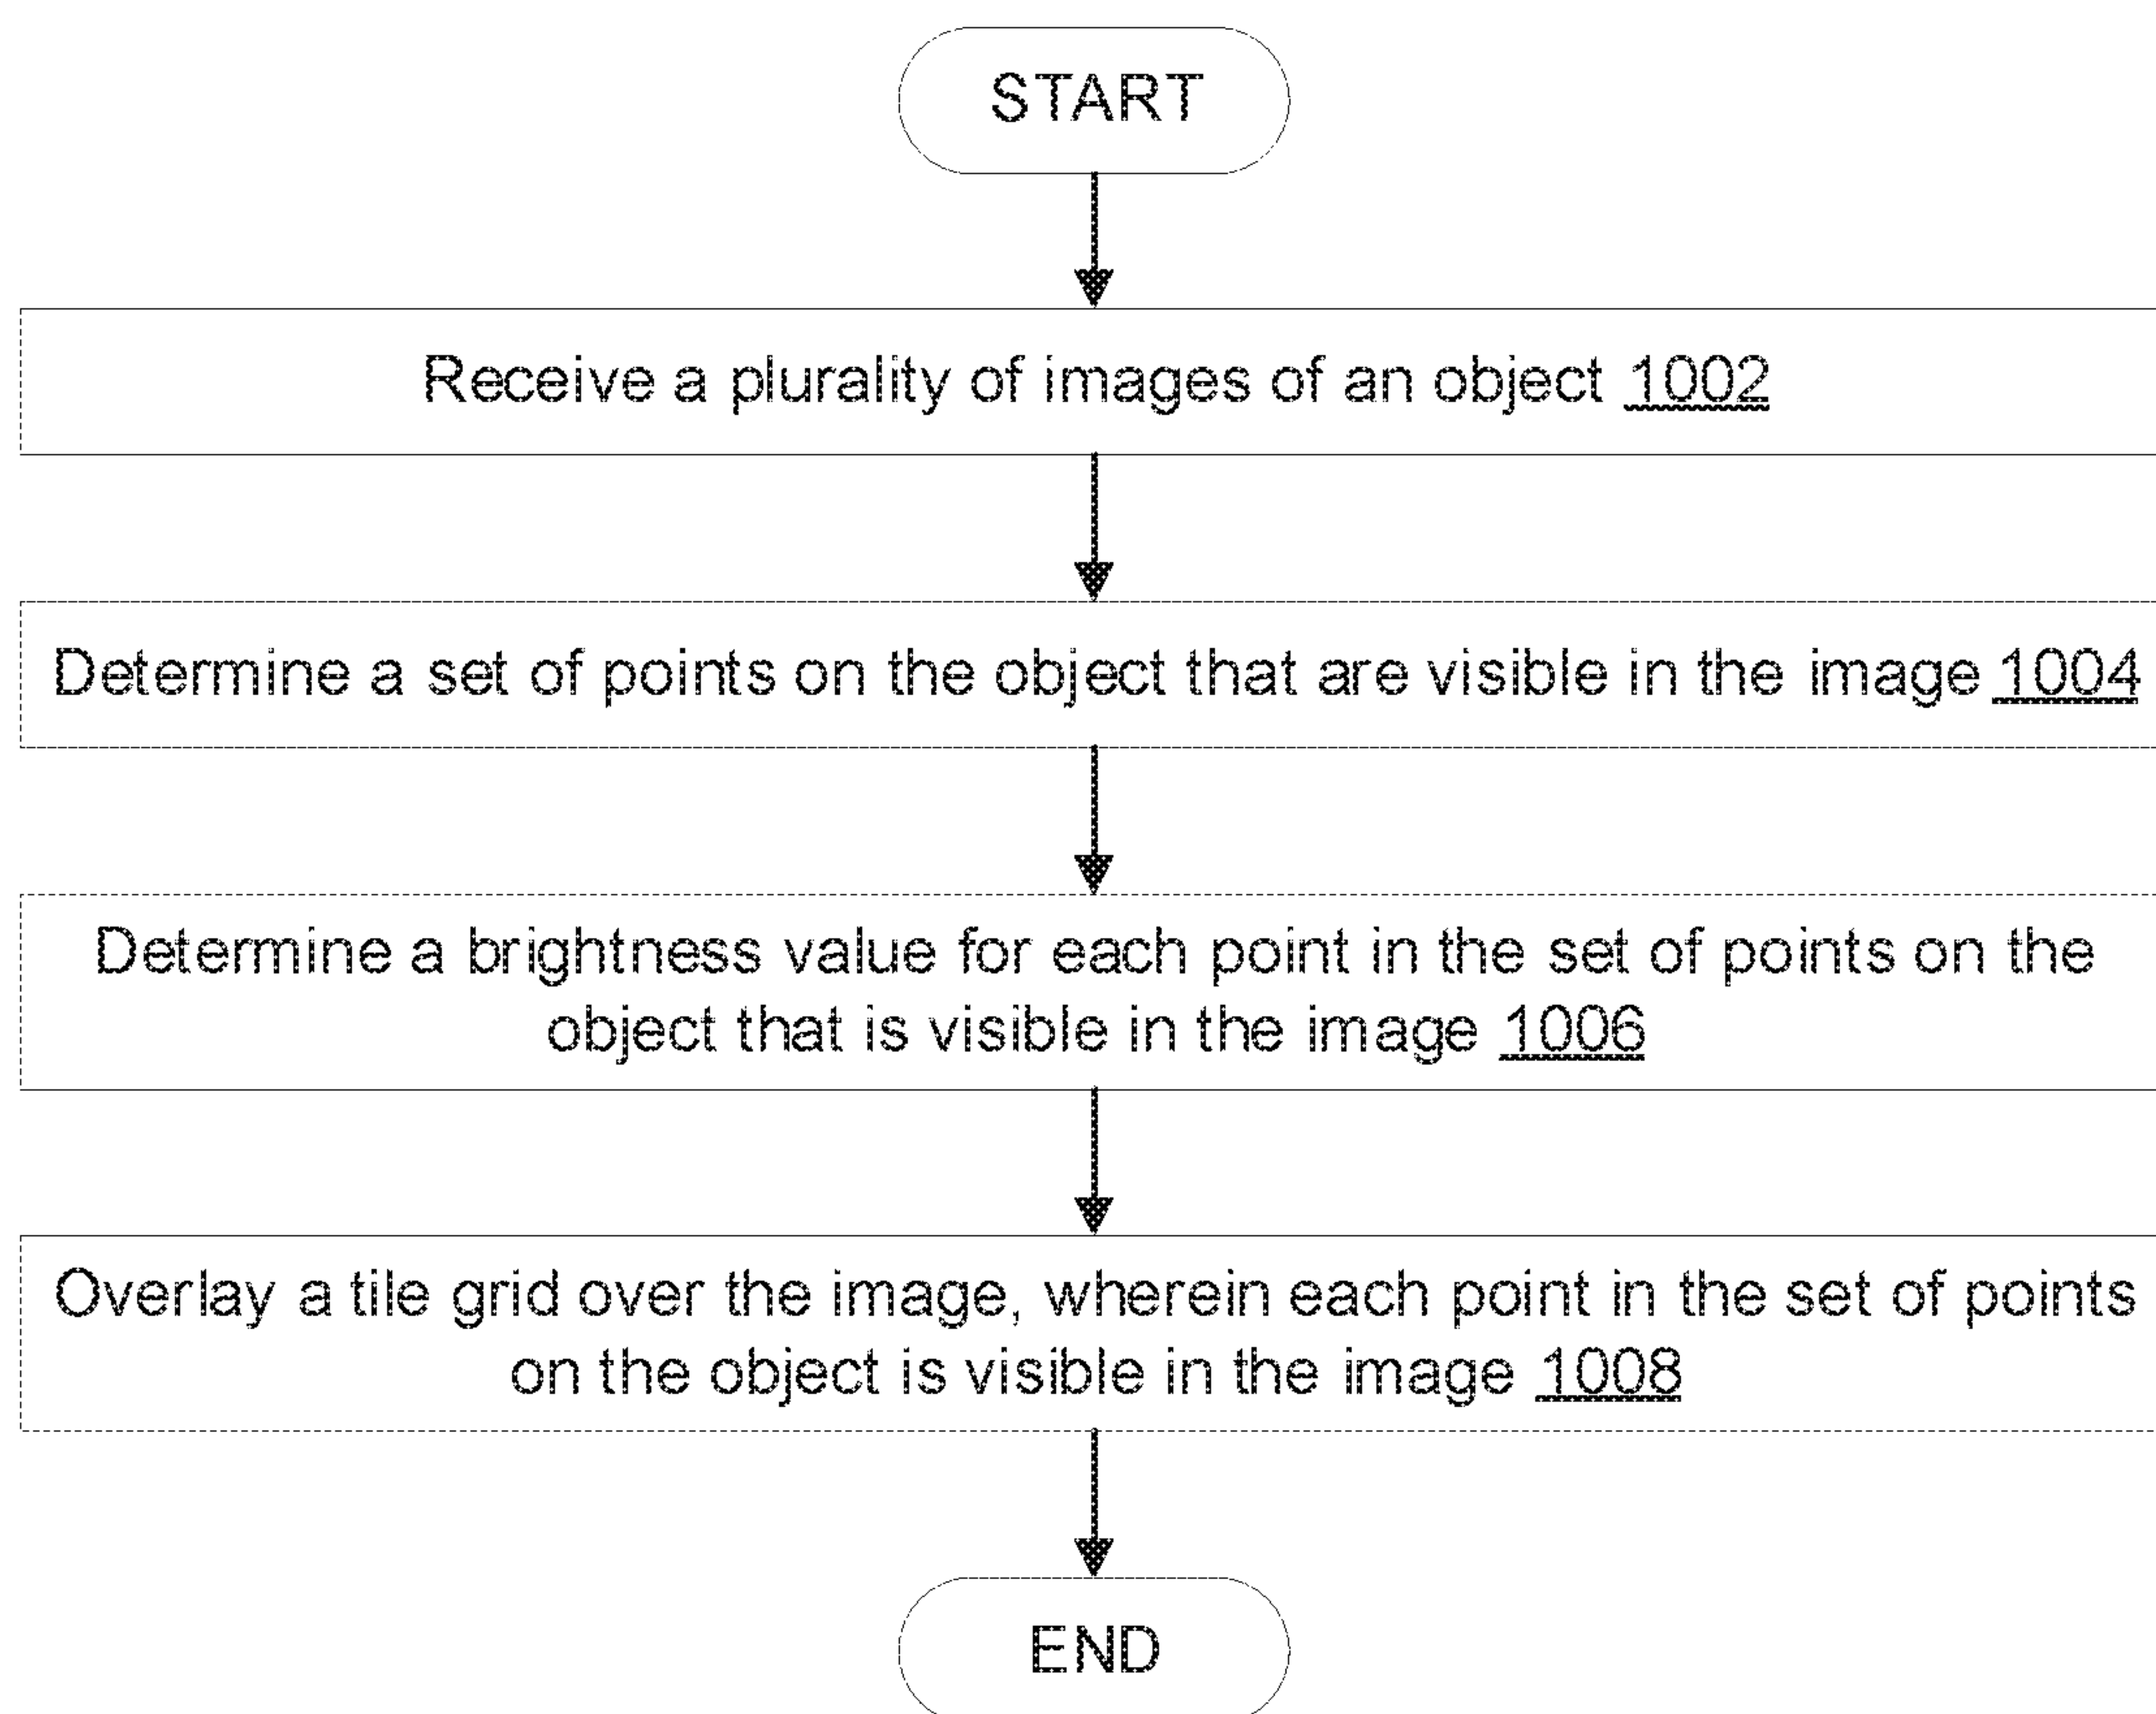 START
Receive a plurality of images of an object 1002
Determine a set of points on the object that are visible in the image 1004
Determine a brightness value for each point in the set of points on the
object that is visible in the image 1006
Overlay a tile grid over the image, wherein each point in the set of points
on the object is visible in the image 1008
END